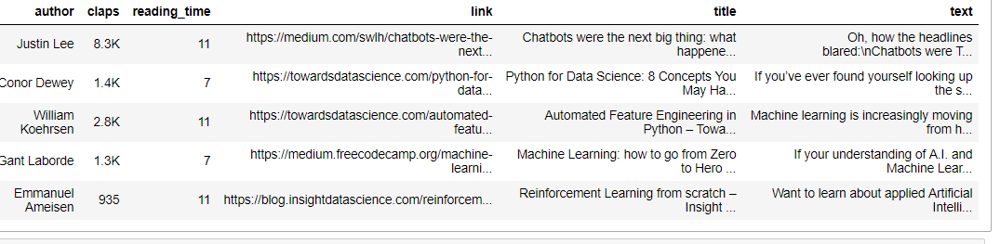 author claps reading_time link title text
Justin Lee 8.3K 11 https://medium.com/swlh/chatbots-were-the-next... Chatbots were the next big thing: what happene... Oh, how the headlines blared:\nChatbots were T...
Conor Dewey 1.4K 7 https://towardsdatascience.com/python-for-data... Python for Data Science: 8 Concepts You May Ha... If you’ve ever found yourself looking up the s...
William Koehrsen 2.8K 11 https://towardsdatascience.com/automated-featu... Automated Feature Engineering in Python – Towa... Machine learning is increasingly moving from h...
Gant Laborde 1.3K 7 https://medium.freecodecamp.org/machine-learni... Machine Learning: how to go from Zero to Hero ... If your understanding of A.I. and Machine Lear...
Emmanuel Ameisen 935 11 https://blog.insightdatascience.com/reinforcem... Reinforcement Learning from scratch – Insight ... Want to learn about applied Artificial Intelli...